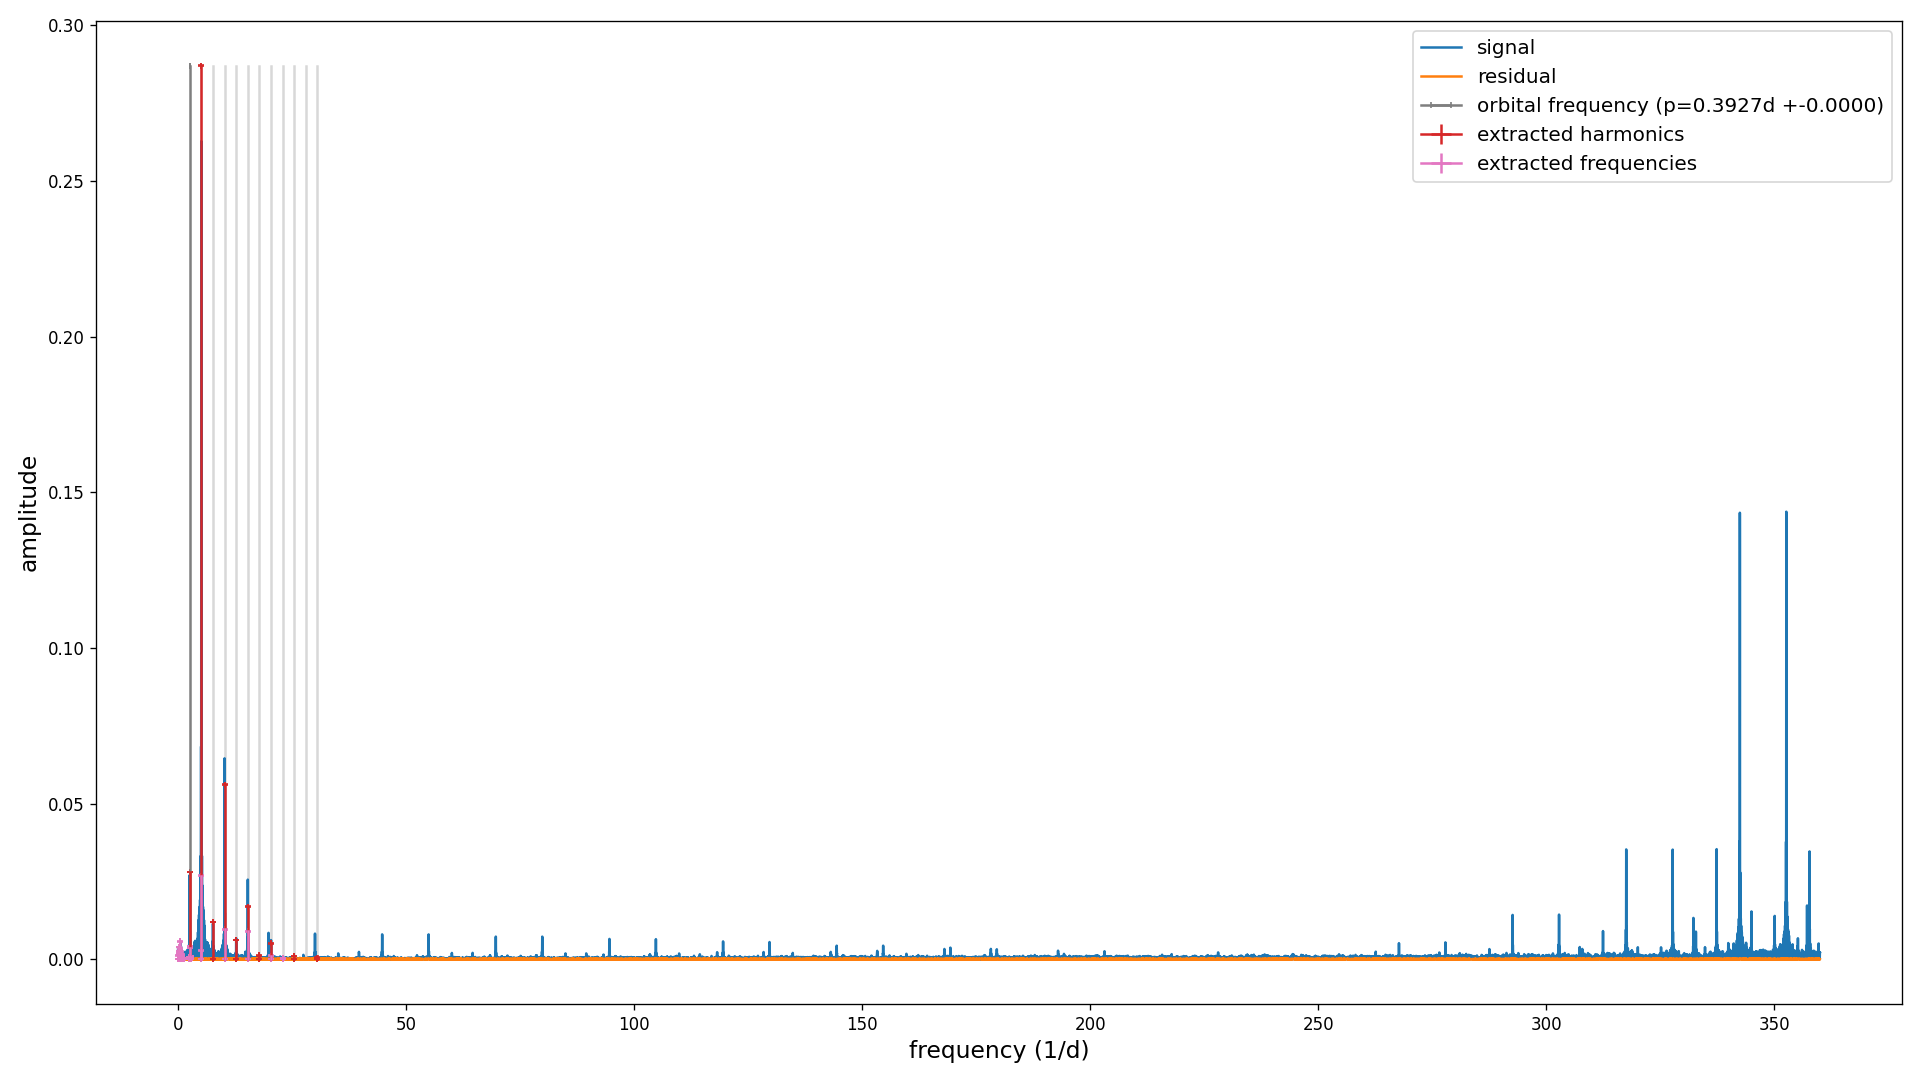 0.30
0.25
0.20
0.15
0.10
0.05
0.00
amplitude
signal
residual
orbital frequency (p=0.3927d +-0.0000)
extracted harmonics
extracted frequencies
0 50 100 150 200 250 300 350
frequency (1/d)